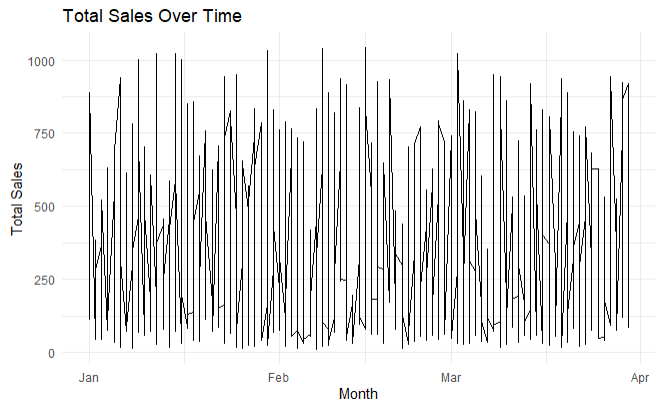 Total Sales Over Time
1000
750
500
250
0
Total Sales
Jan Feb Mar Apr
Month